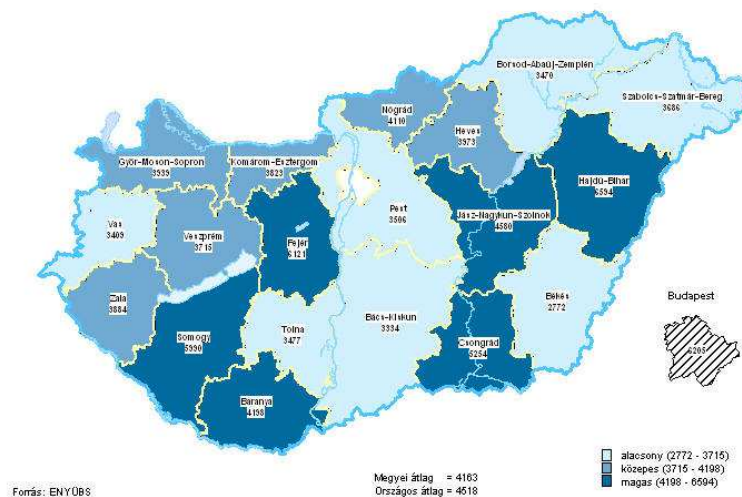 Borsod-Abaúj-Zemplén
3470
Szabolcs-Szatmár-Bereg
3686
Nógrád
4110
Heves
3973
Győr-Moson-Sopron
3939
Komárom-Esztergom
3823
Hajdú-Bihar
6594
Pest
3506
Jász-Nagykun-Szolnok
4580
Vas
3409
Veszprém
3715
Fejér
6121
Zala
3884
Békés
2772
Budapest
6205
Bács-Kiskun
3334
Tolna
3477
Somogy
5990
Csongrád
5254
Baranya
4198
alacsony (2772 - 3715)
közepes (3715 - 4198)
magas (4198 - 6594)
Megyei átlag = 4163
Országos átlag = 4518
Forrás: ENYÜBS